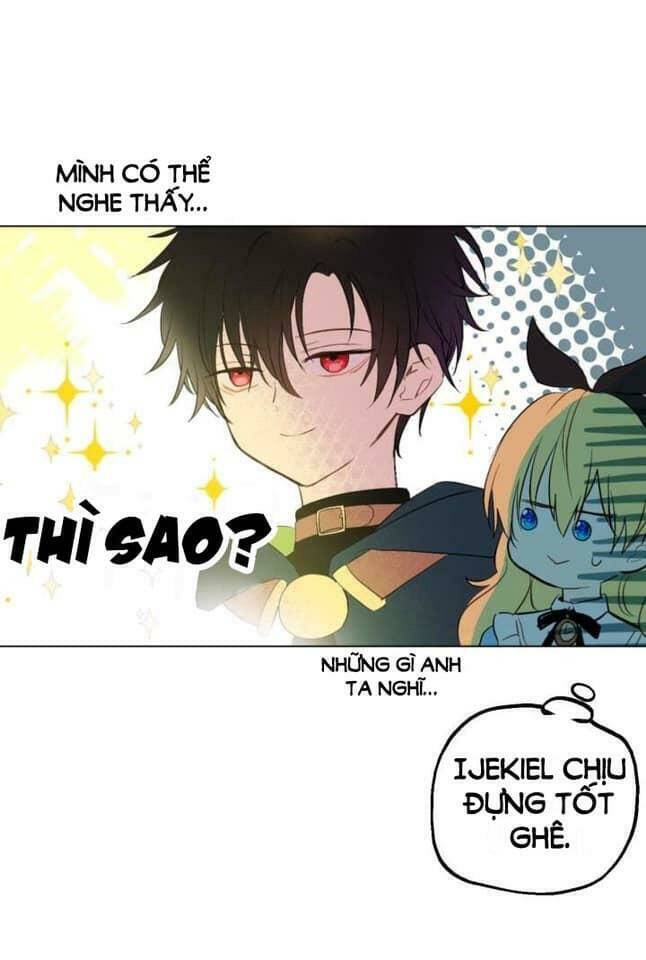 MÌNH CÓ THỂ
NGHE THẤY...
THÌ SAO?
NHỮNG GÌ ANH
TA NGHĨ...
IJEKIEL CHỊU
ĐỰNG TỐT
GHÊ.